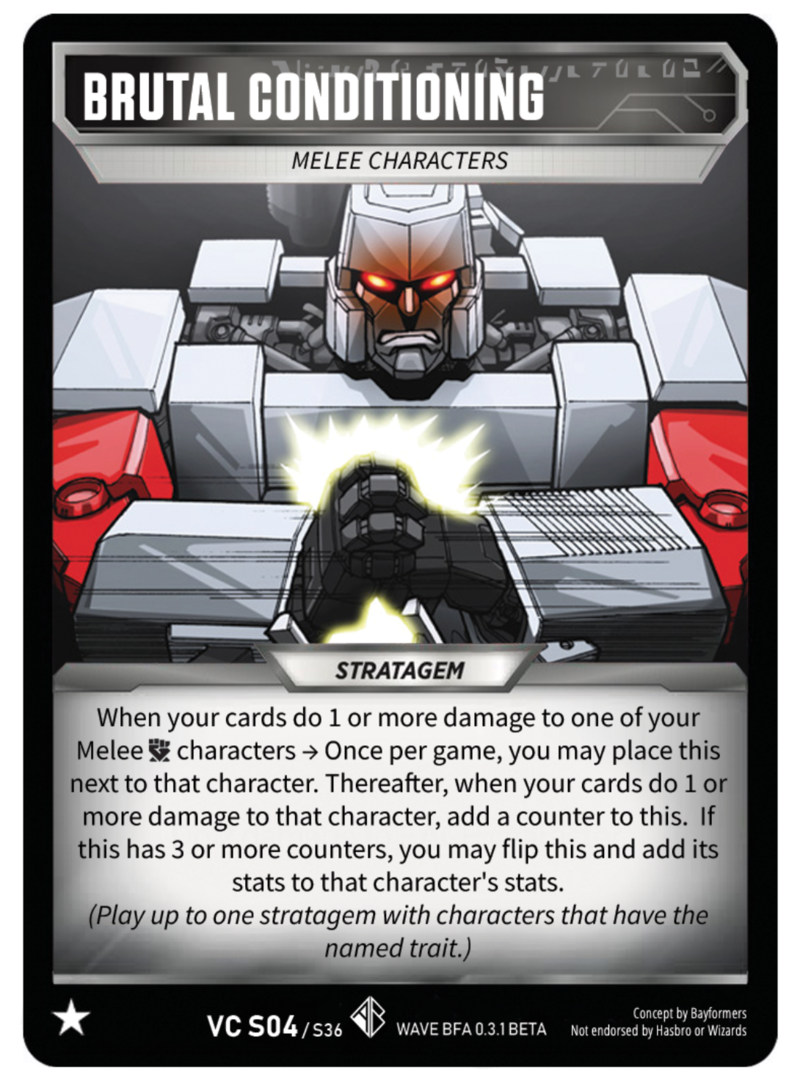 BRUTAL CONDITIONING
MELEE CHARACTERS
STRATAGEM
When your cards do 1 or more damage to one of your
Melee characters → Once per game, you may place this
next to that character. Thereafter, when your cards do 1 or
more damage to that character, add a counter to this. If
this has 3 or more counters, you may flip this and add its
stats to that character's stats.
(Play up to one stratagem with characters that have the
named trait.)
VC S04 / S36 WAVE BFA 0.3.1 BETA
Concept by Bayformers
Not endorsed by Hasbro or Wizards